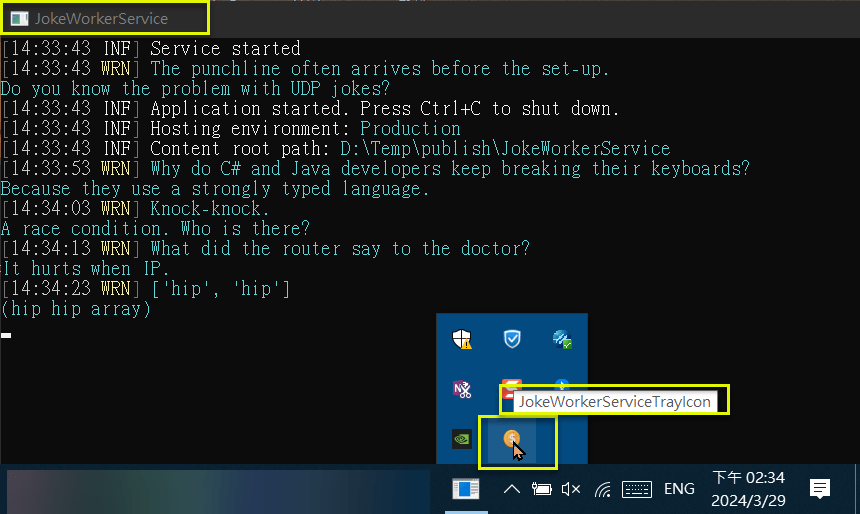 JokeWorkerService
[14:33:43 INF] Service started
[14:33:43 WRN] The punchline often arrives before the set-up.
Do you know the problem with UDP jokes?
[14:33:43 INF] Application started. Press Ctrl+C to shut down.
[14:33:43 INF] Hosting environment: Production
[14:33:43 INF] Content root path: D:\Temp\publish\JokeWorkerService
[14:33:53 WRN] Why do C# and Java developers keep breaking their keyboards?
Because they use a strongly typed language.
[14:34:03 WRN] Knock-knock.
A race condition. Who is there?
[14:34:13 WRN] What did the router say to the doctor?
It hurts when IP.
[14:34:23 WRN] ['hip', 'hip']
(hip hip array)
JokeWorkerServiceTrayIcon
ENG
下午 02:34
2024/3/29